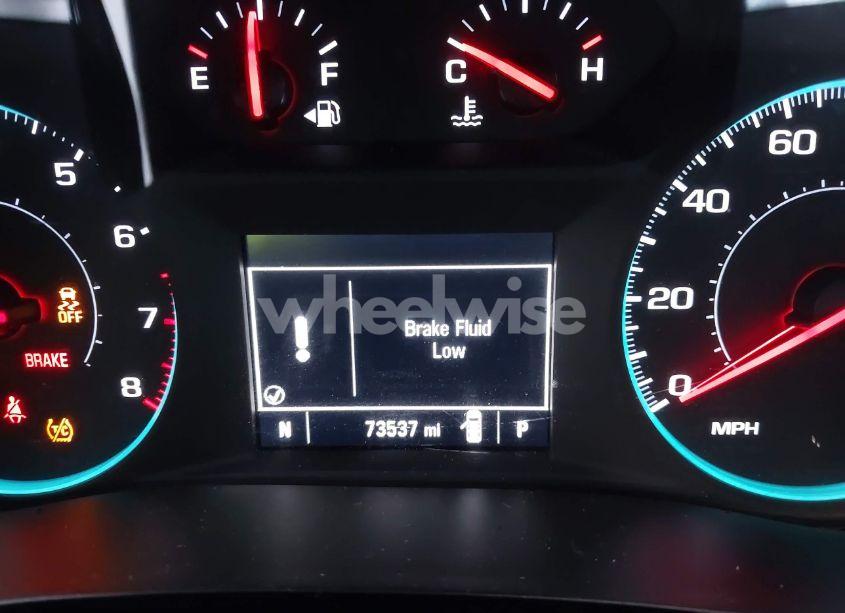 E F
C H
5
6
7
8
OFF
BRAKE
T/C
wheelwise
Brake Fluid
Low
N 73537 mi P
60
40
20
0
MPH